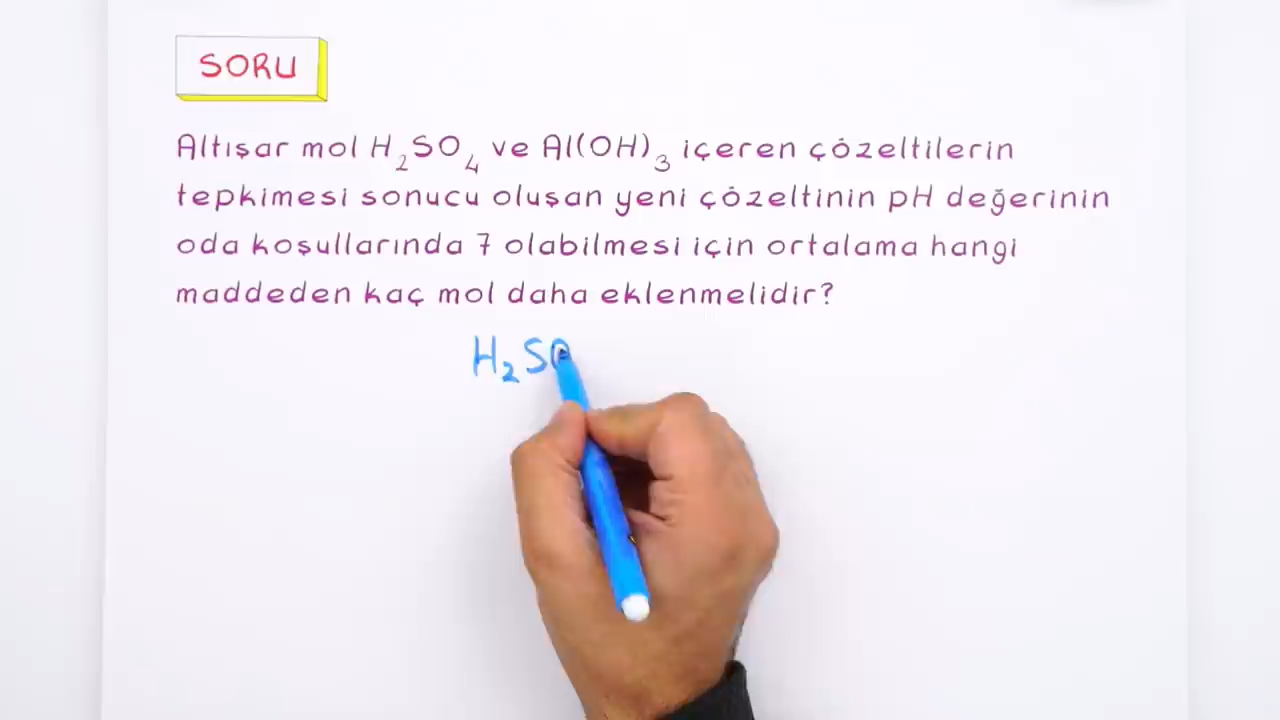 SORU
Altışar mol H₂SO₄ ve Al(OH)₃ içeren çözeltilerin
tepkimesi sonucu oluşan yeni çözeltinin pH değerinin
oda koşullarında 7 olabilmesi için ortalama hangi
maddeden kaç mol daha eklenmelidir?
H₂SO